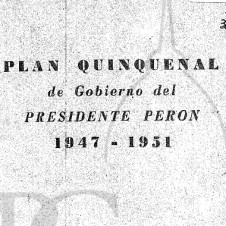 PLAN QUINQUENAL
de Gobierno del
PRESIDENTE PERON
1947 - 1951